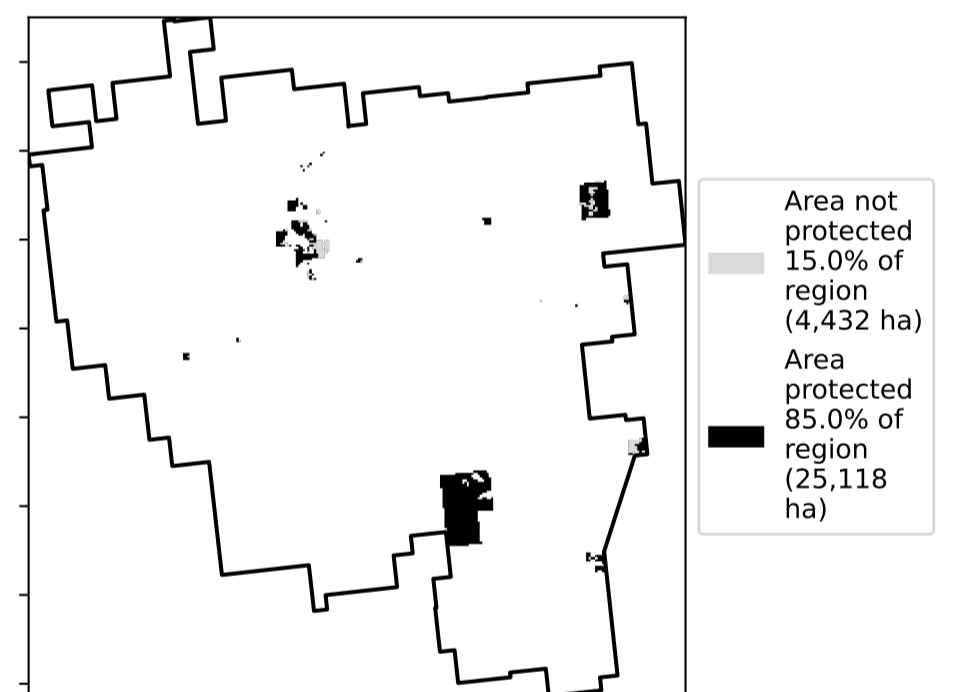 Area not
protected
15.0% of
region
(4,432 ha)
Area
protected
85.0% of
region
(25,118
ha)